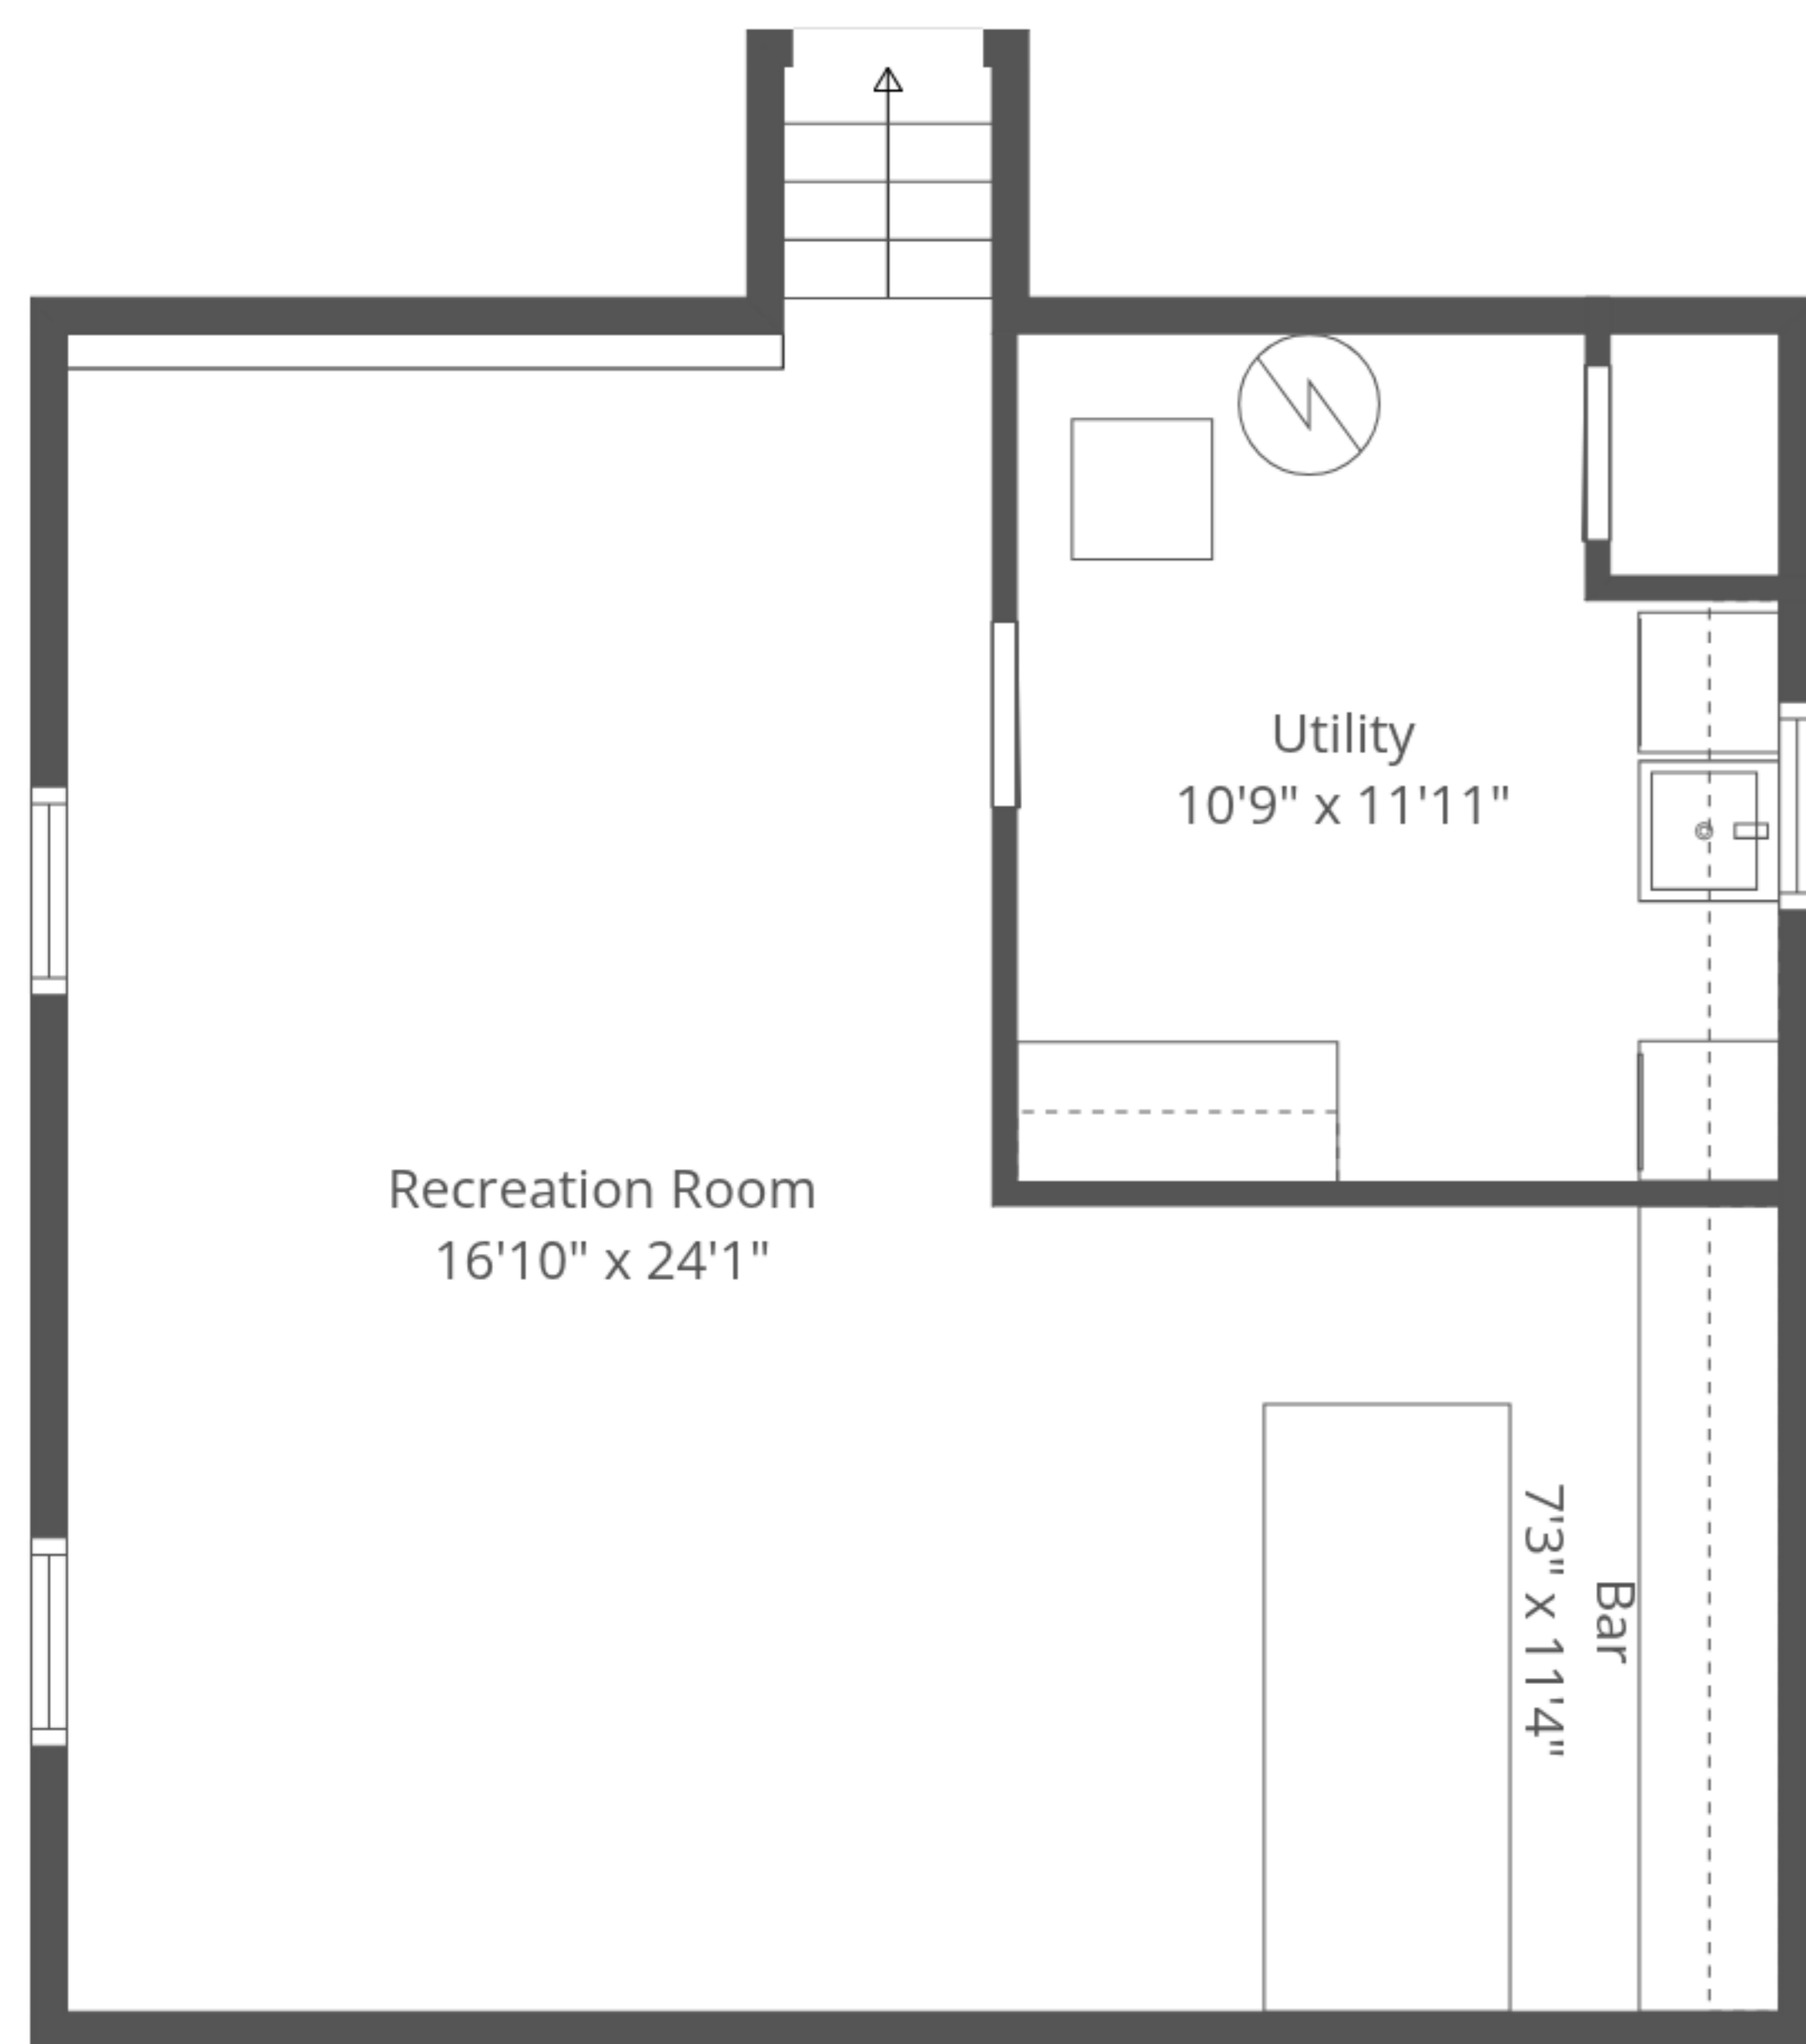 Utility
10'9" x 11'11"
Recreation Room
16'10" x 24'1"
Bar
7'3" x 11'4"